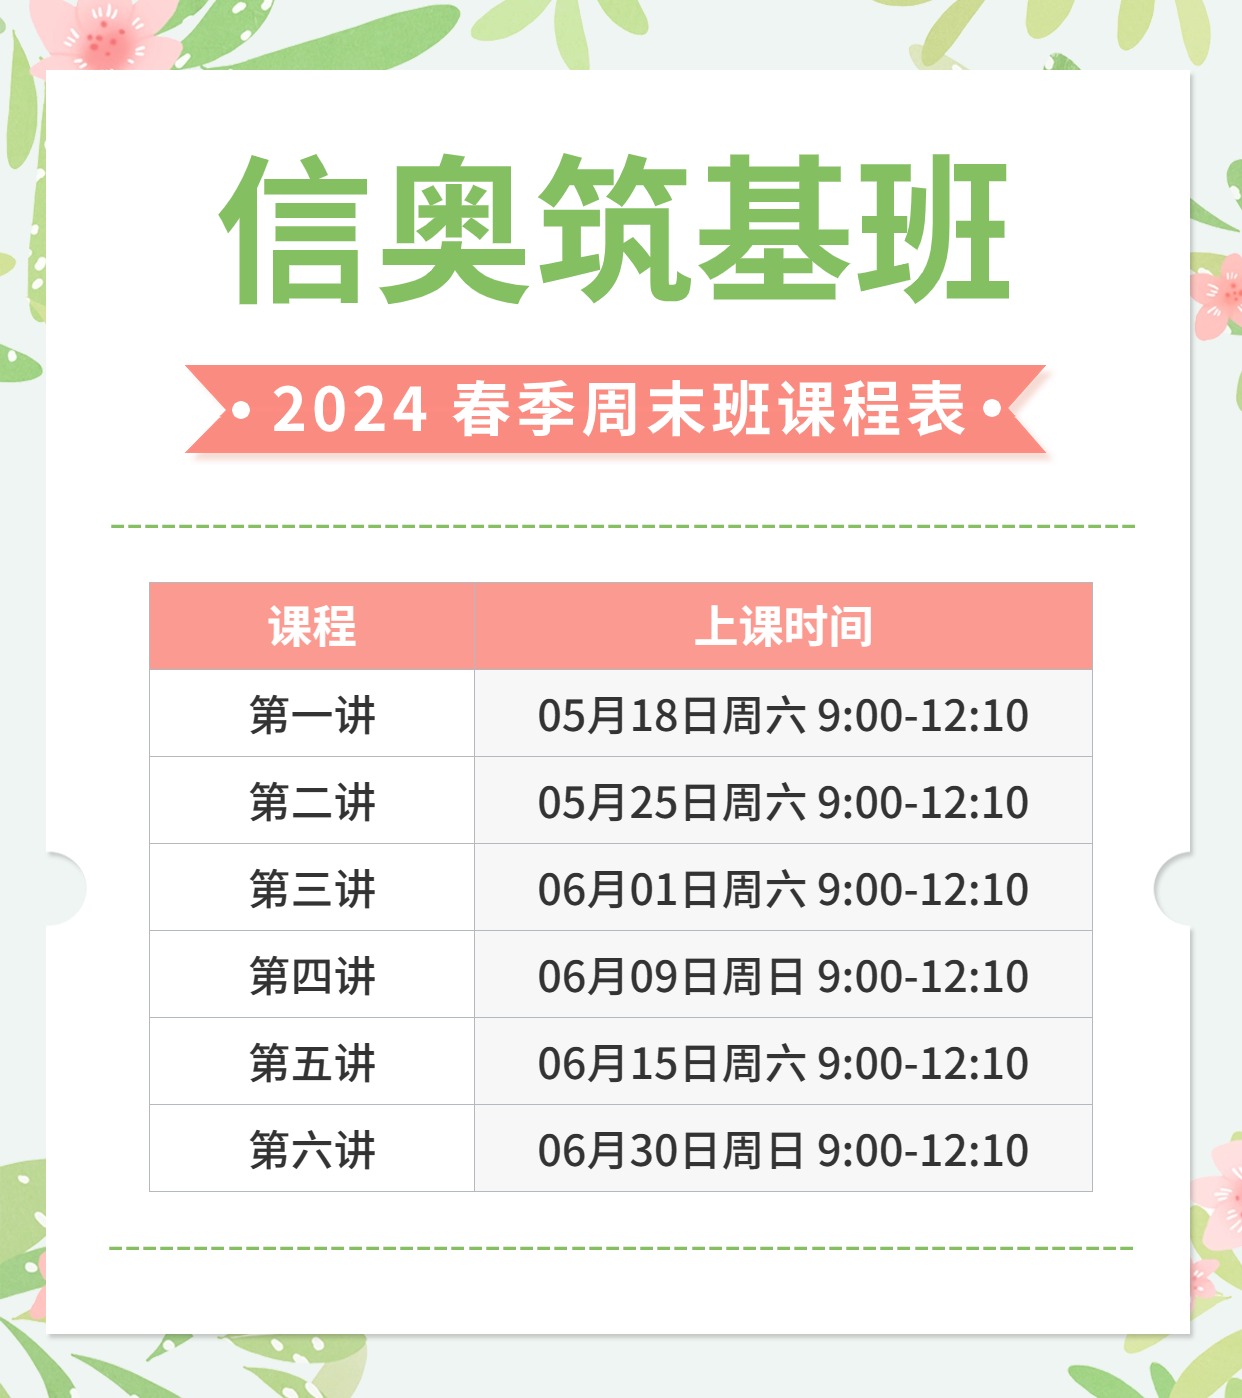 信奥筑基班
• 2024 春季周末班课程表 •
课程 上课时间
第一讲 05月18日周六 9:00-12:10
第二讲 05月25日周六 9:00-12:10
第三讲 06月01日周六 9:00-12:10
第四讲 06月09日周日 9:00-12:10
第五讲 06月15日周六 9:00-12:10
第六讲 06月30日周日 9:00-12:10